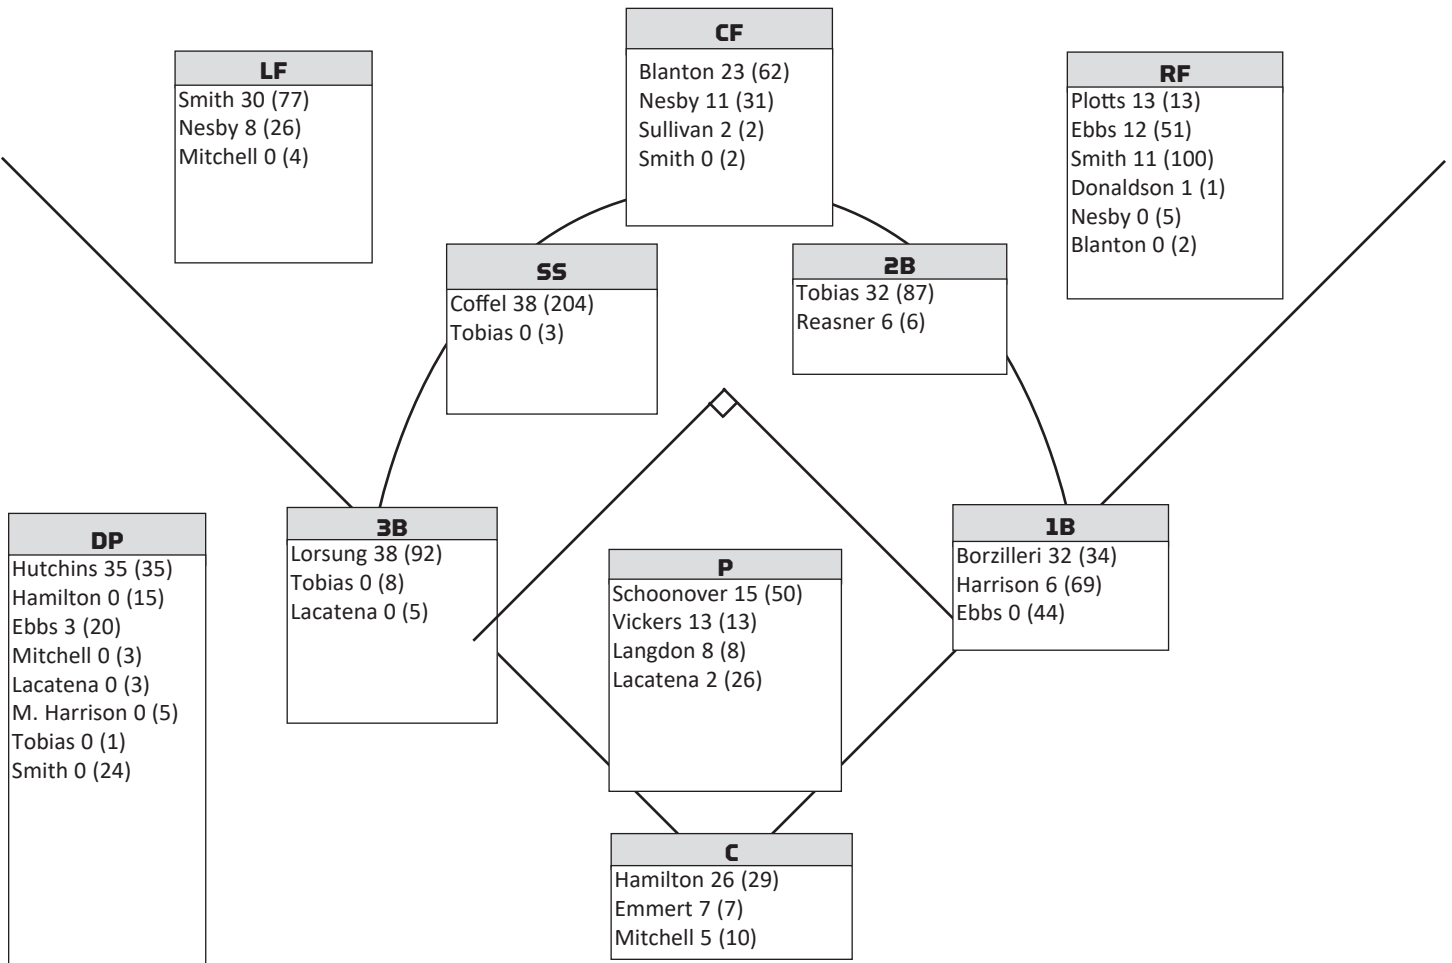 CF
Blanton 23 (62)
Nesby 11 (31)
Sullivan 2 (2)
Smith 0 (2)
LF
Smith 30 (77)
Nesby 8 (26)
Mitchell 0 (4)
RF
Plotts 13 (13)
Ebbs 12 (51)
Smith 11 (100)
Donaldson 1 (1)
Nesby 0 (5)
Blanton 0 (2)
SS
Coffel 38 (204)
Tobias 0 (3)
2B
Tobias 32 (87)
Reasner 6 (6)
DP
Hutchins 35 (35)
Hamilton 0 (15)
Ebbs 3 (20)
Mitchell 0 (3)
Lacatena 0 (3)
M. Harrison 0 (5)
Tobias 0 (1)
Smith 0 (24)
3B
Lorsung 38 (92)
Tobias 0 (8)
Lacatena 0 (5)
P
Schoonover 15 (50)
Vickers 13 (13)
Langdon 8 (8)
Lacatena 2 (26)
1B
Borzilleri 32 (34)
Harrison 6 (69)
Ebbs 0 (44)
C
Hamilton 26 (29)
Emmert 7 (7)
Mitchell 5 (10)